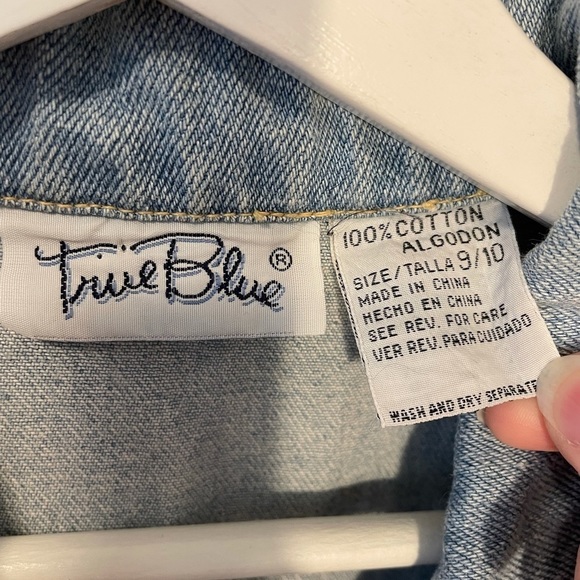 True Blue ®
100% COTTON
ALGODON
SIZE/TALLA 9/10
MADE IN CHINA
HECHO EN CHINA
SEE REV. FOR CARE
VER REV. PARA CUIDADO
WASH AND DRY SEPARATE